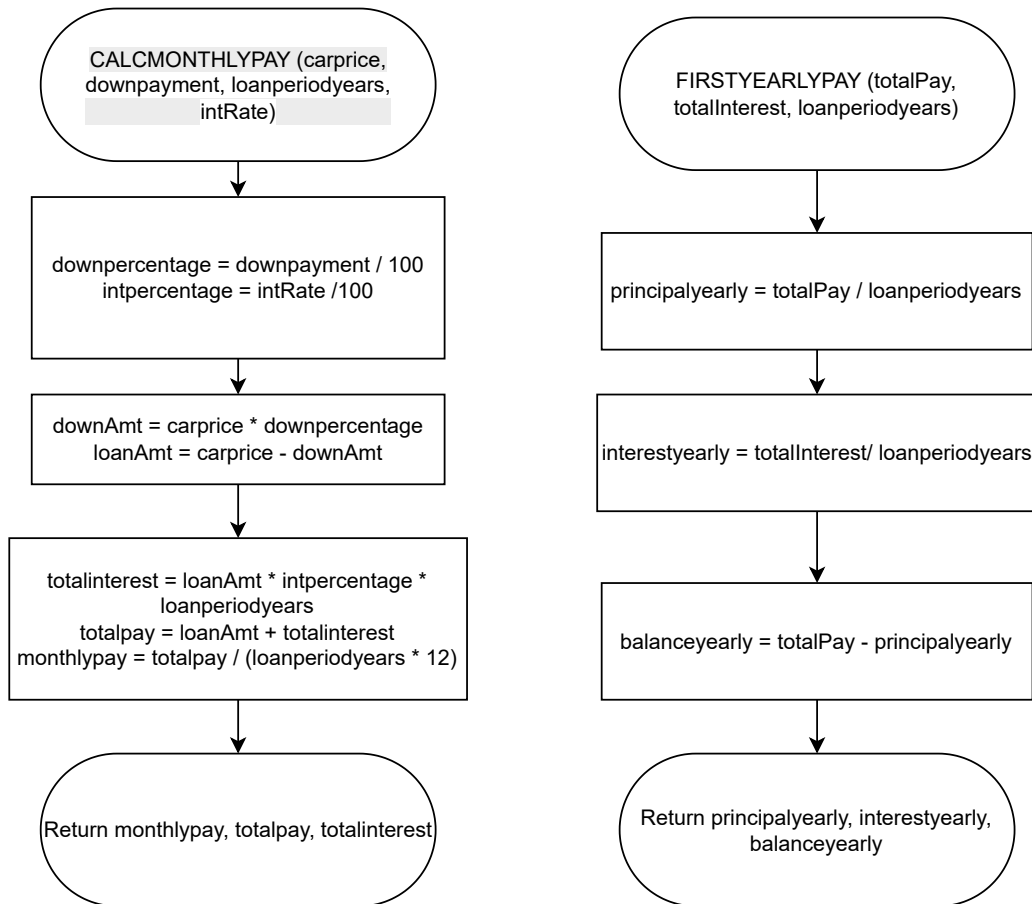 CALCMONTHLYPAY (carprice,
downpayment, loanperiodyears,
intRate)
downpercentage = downpayment / 100
intpercentage = intRate /100
downAmt = carprice * downpercentage
loanAmt = carprice - downAmt
totalinterest = loanAmt * intpercentage *
loanperiodyears
totalpay = loanAmt + totalinterest
monthlypay = totalpay / (loanperiodyears * 12)
Return monthlypay, totalpay, totalinterest
FIRSTYEARLYPAY (totalPay,
totalInterest, loanperiodyears)
principalyearly = totalPay / loanperiodyears
interestyearly = totalInterest/ loanperiodyears
balanceyearly = totalPay - principalyearly
Return principalyearly, interestyearly,
balanceyearly